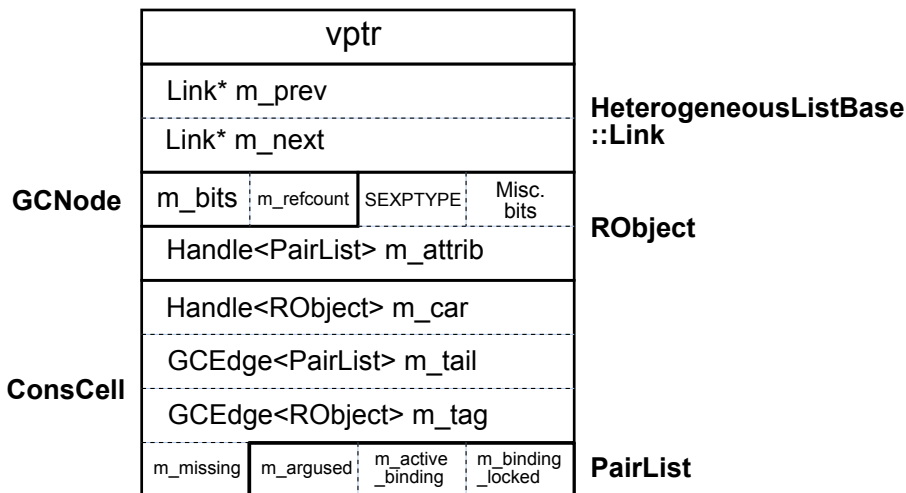 vptr
Link* m_prev
HeterogeneousListBase
::Link
Link* m_next
GCNode
m_bits
m_refcount
SEXPTYPE
Misc.
bits
RObject
Handle<PairList> m_attrib
Handle<RObject> m_car
GCEdge<PairList> m_tail
ConsCell
GCEdge<RObject> m_tag
m_missing
m_argused
m_active
_binding
m_binding
_locked
PairList